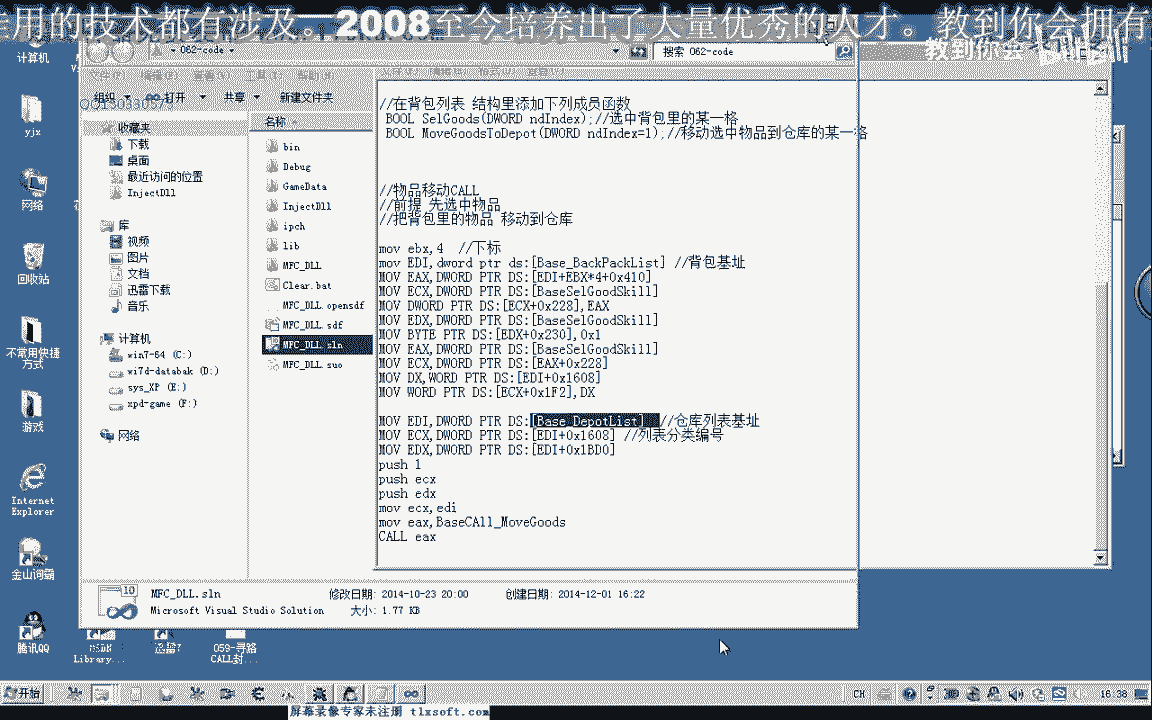 使用的技术都有涉及。 2008至今培养出了大量优秀的人才。教到你会拥有
教到你会
bilibili
计算机
yjx
网络
回收站
不常用快捷
方式
游戏
Internet
Explorer
金山词霸
腾讯QQ
MSDN
Library...
迅雷7
059-寻路
CALL封...
062-code
搜索 062-code
组织
打开
共享
新建文件夹
收藏夹
下载
桌面
最近访问的位置
InjectDll
库
视频
图片
文档
迅雷下载
音乐
计算机
win7-64 (C:)
wi7d-databak (D:)
sys_XP (E:)
xpd-game (F:)
网络
名称
bin
Debug
GameData
InjectDll
ipch
lib
MFC_DLL
Clear.bat
MFC_DLL.opensdf
MFC_DLL.sdf
MFC_DLL.sln
MFC_DLL.suo
//在背包列表 结构里添加下列成员函数
BOOL SelGoods(DWORD ndIndex);//选中背包里的某一格
BOOL MoveGoodsToDepot(DWORD ndIndex=1);//移动选中物品到仓库的某一格
//物品移动CALL
//前提 先选中物品
//把背包里的物品 移动到仓库
mov ebx,4 //下标
mov EDI,dword ptr ds:[Base_BackPackList] //背包基址
MOV EAX,DWORD PTR DS:[EDI+EBX*4+0x410]
MOV ECX,DWORD PTR DS:[BaseSelGoodSkill]
MOV DWORD PTR DS:[ECX+0x228],EAX
MOV EDX,DWORD PTR DS:[BaseSelGoodSkill]
MOV BYTE PTR DS:[EDX+0x230],0x1
MOV EAX,DWORD PTR DS:[BaseSelGoodSkill]
MOV ECX,DWORD PTR DS:[EAX+0x228]
MOV DX,WORD PTR DS:[EDI+0x1608]
MOV WORD PTR DS:[ECX+0x1F2],DX
MOV EDI,DWORD PTR DS:[Base_DepotList] //仓库列表基址
MOV ECX,DWORD PTR DS:[EDI+0x1608] //列表分类编号
MOV EDX,DWORD PTR DS:[EDI+0x1BD0]
push 1
push ecx
push edx
mov ecx,edi
mov eax,BaseCAll_MoveGoods
CALL eax
MFC_DLL.sln
修改日期: 2014-10-23 20:00
创建日期: 2014-12-01 16:22
Microsoft Visual Studio Solution
大小: 1.77 KB
开始
CH
16:38
屏幕录像专家未注册 tlxsoft.com